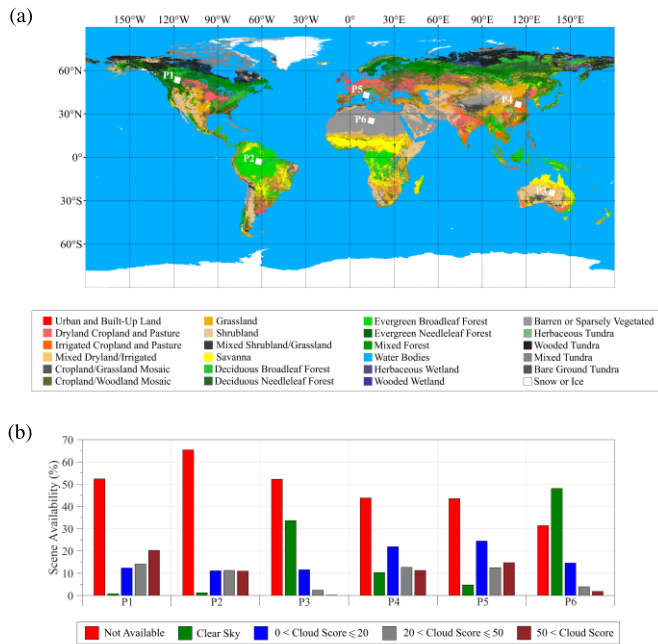 (a)
150°W 120°W 90°W 60°W 30°W 0° 30°E 60°E 90°E 120°E 150°E
60°N
P1
P5
P4
30°N
P6
0°
P2
30°S
60°S
Urban and Built-Up Land Grassland Evergreen Broadleaf Forest Barren or Sparsely Vegetated
Dryland Cropland and Pasture Shrubland Evergreen Needleleaf Forest Herbaceous Tundra
Irrigated Cropland and Pasture Mixed Shrubland/Grassland Mixed Forest Wooded Tundra
Mixed Dryland/Irrigated Savanna Water Bodies Mixed Tundra
Cropland/Grassland Mosaic Deciduous Broadleaf Forest Herbaceous Wetland Bare Ground Tundra
Cropland/Woodland Mosaic Deciduous Needleleaf Forest Wooded Wetland Snow or Ice
(b)
Scene Availability (%)
70
60
50
40
30
20
10
0
P1 P2 P3 P4 P5 P6
Not Available Clear Sky 0 < Cloud Score ⩽ 20 20 < Cloud Score ⩽ 50 50 < Cloud Score